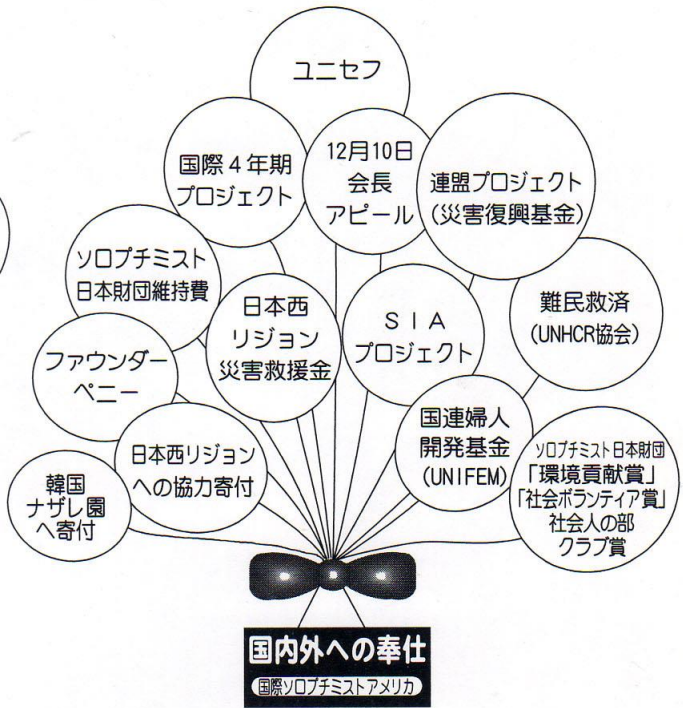 ユニセフ
国際4年期
プロジェクト
12月10日
会長
アピール
連盟プロジェクト
(災害復興基金)
ソロプチミスト
日本財団維持費
日本西
リジョン
災害救援金
SIA
プロジェクト
難民救済
(UNHCR協会)
ファウンダー
ペニー
国連婦人
開発基金
(UNIFEM)
日本西リジョン
への協力寄付
ソロプチミスト日本財団
「環境貢献賞」
「社会ボランティア賞」
社会人の部
クラブ賞
韓国
ナザレ園
へ寄付
国内外への奉仕
国際ソロプチミストアメリカ